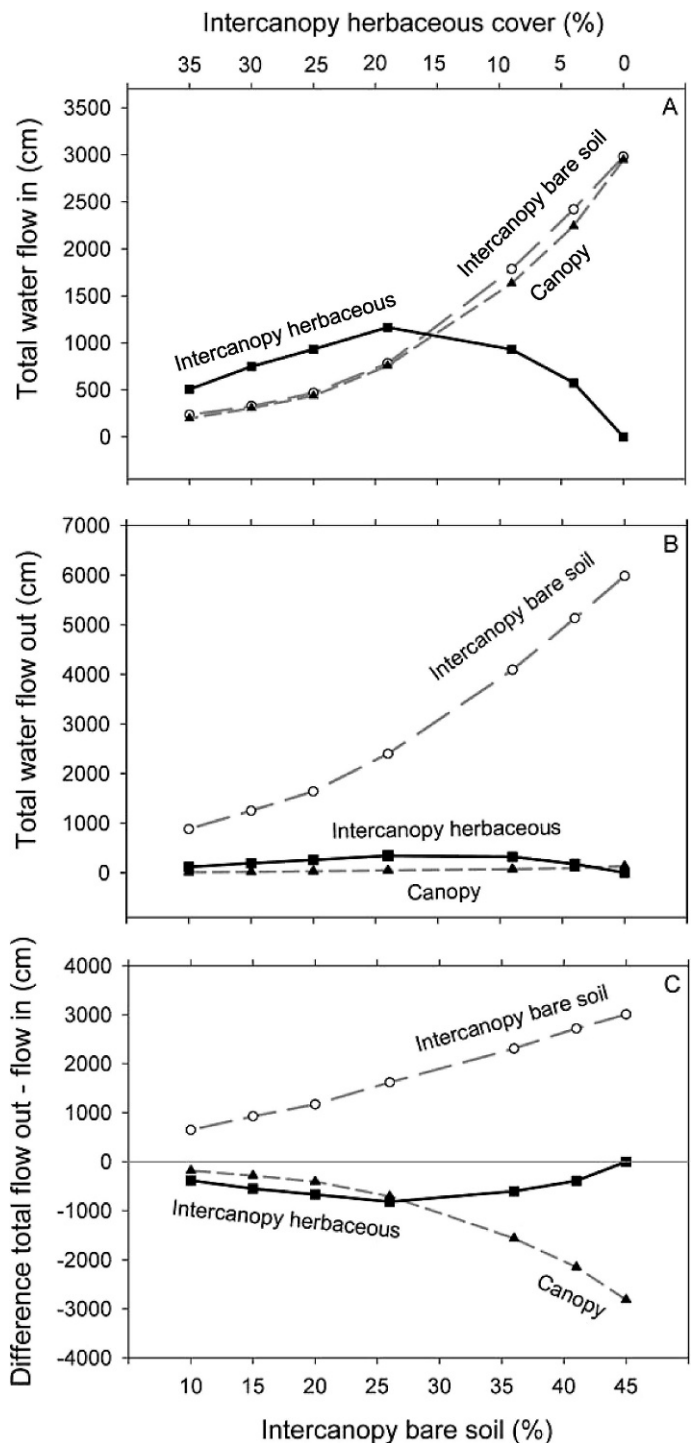 Intercanopy herbaceous cover (%)
35 30 25 20 15 10 5 0
A
Total water flow in (cm)
3500
3000
2500
2000
1500
1000
500
0
Intercanopy bare soil
Canopy
Intercanopy herbaceous
B
Total water flow out (cm)
7000
6000
5000
4000
3000
2000
1000
0
Intercanopy bare soil
Intercanopy herbaceous
Canopy
C
Difference total flow out - flow in (cm)
4000
3000
2000
1000
0
-1000
-2000
-3000
-4000
Intercanopy bare soil
Intercanopy herbaceous
Canopy
10 15 20 25 30 35 40 45
Intercanopy bare soil (%)